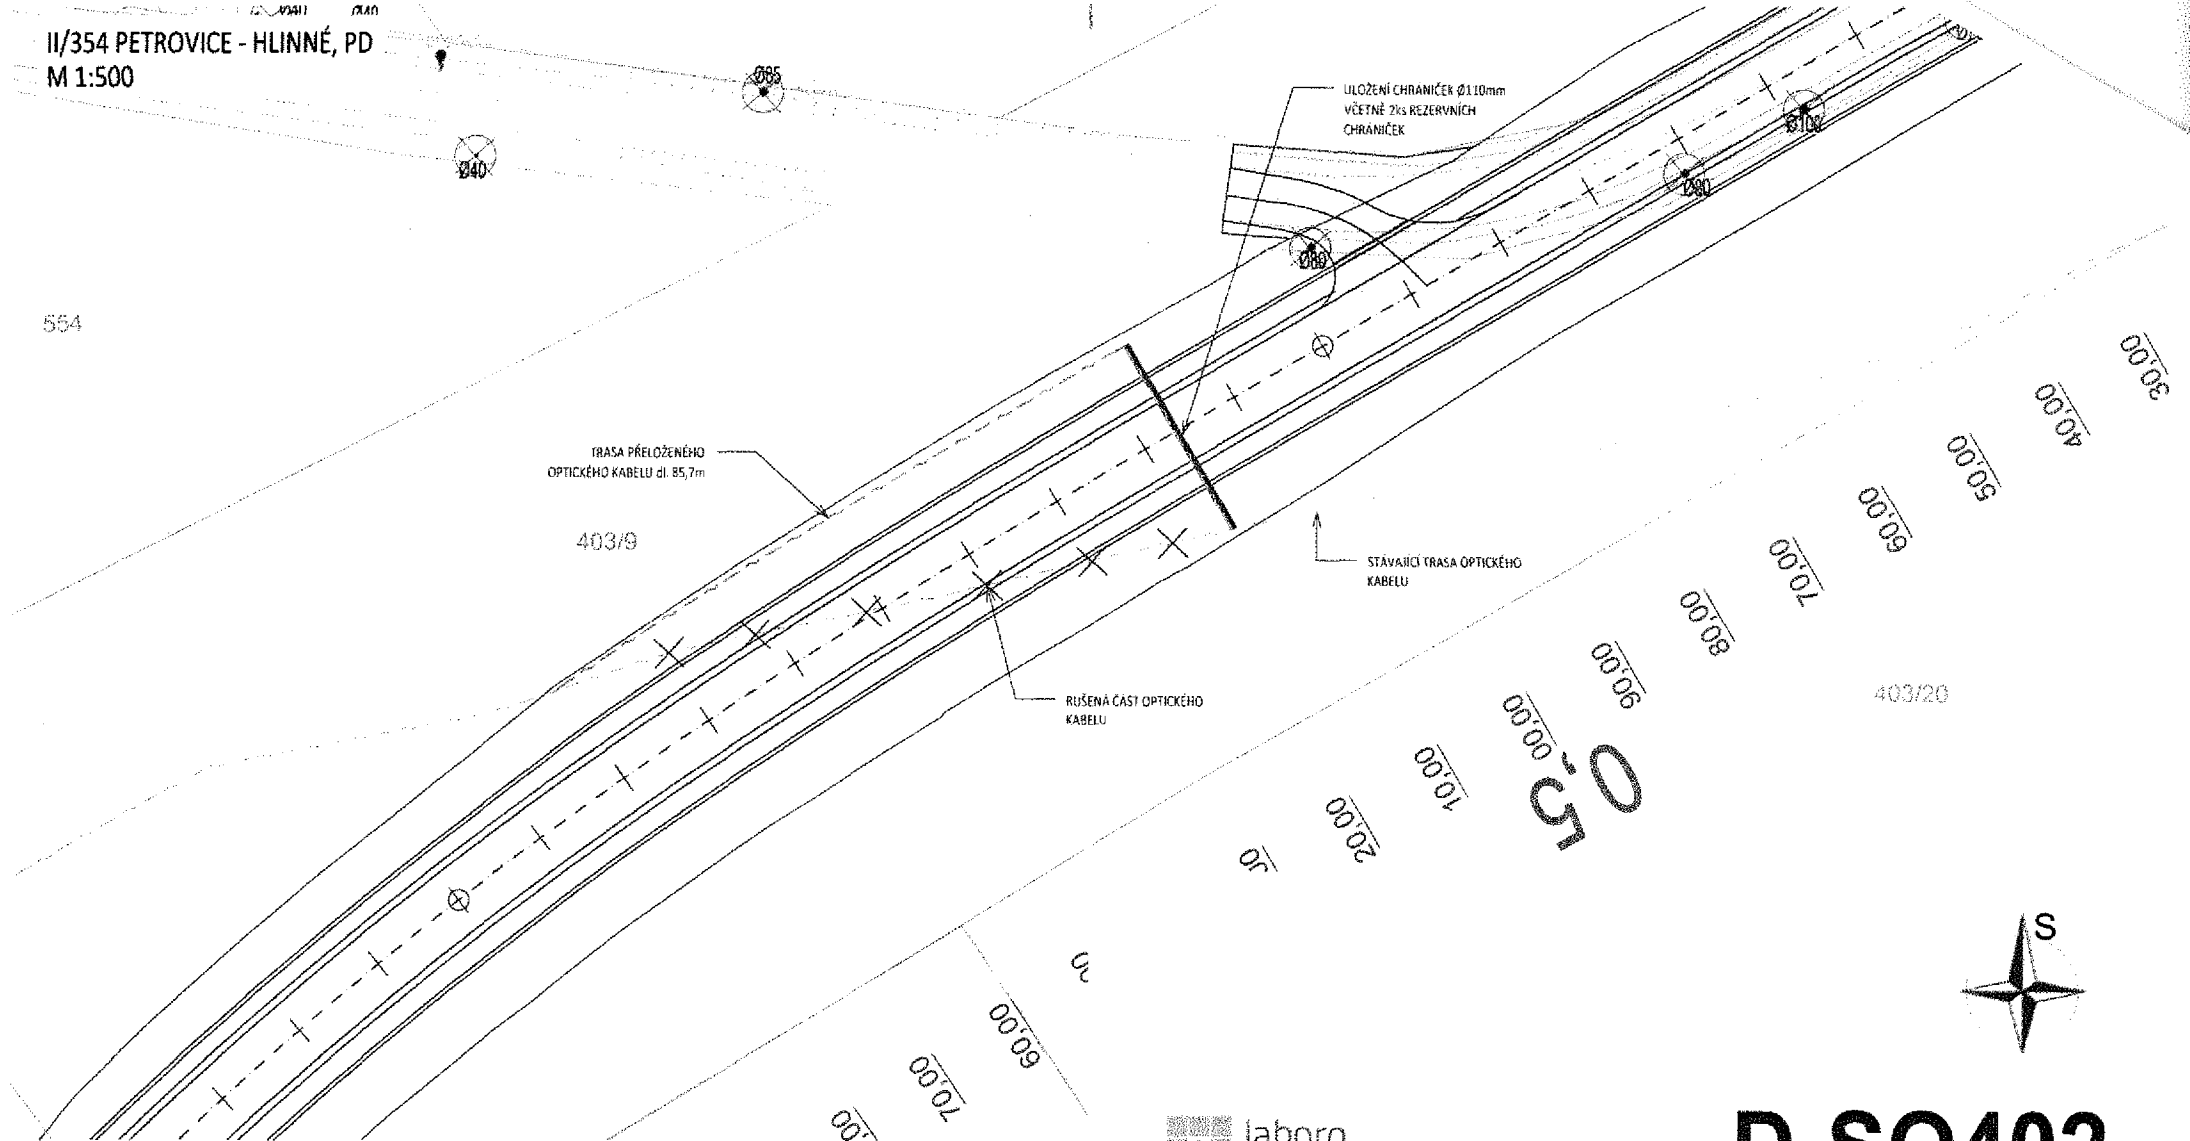 II/354 PETROVICE - HLINNÉ, PD
M 1:500
Ø85
Ø40
ULOŽENÍ CHRANIČEK Ø110mm
VČETNĚ 2ks REZERVNÍCH
CHRÁNIČEK
Ø100
Ø80
Ø80
554
TRASA PŘELOŽENÉHO
OPTICKÉHO KABELU dl. 85,7m
403/9
STÁVAJÍCÍ TRASA OPTICKÉHO
KABELU
RUŠENÁ ČÁST OPTICKÉHO
KABELU
403/20
30,00
40,00
50,00
60,00
70,00
80,00
90,00
00,00
0,5
10,00
20,00
60,00
70,00
S
laboro
D-SO402